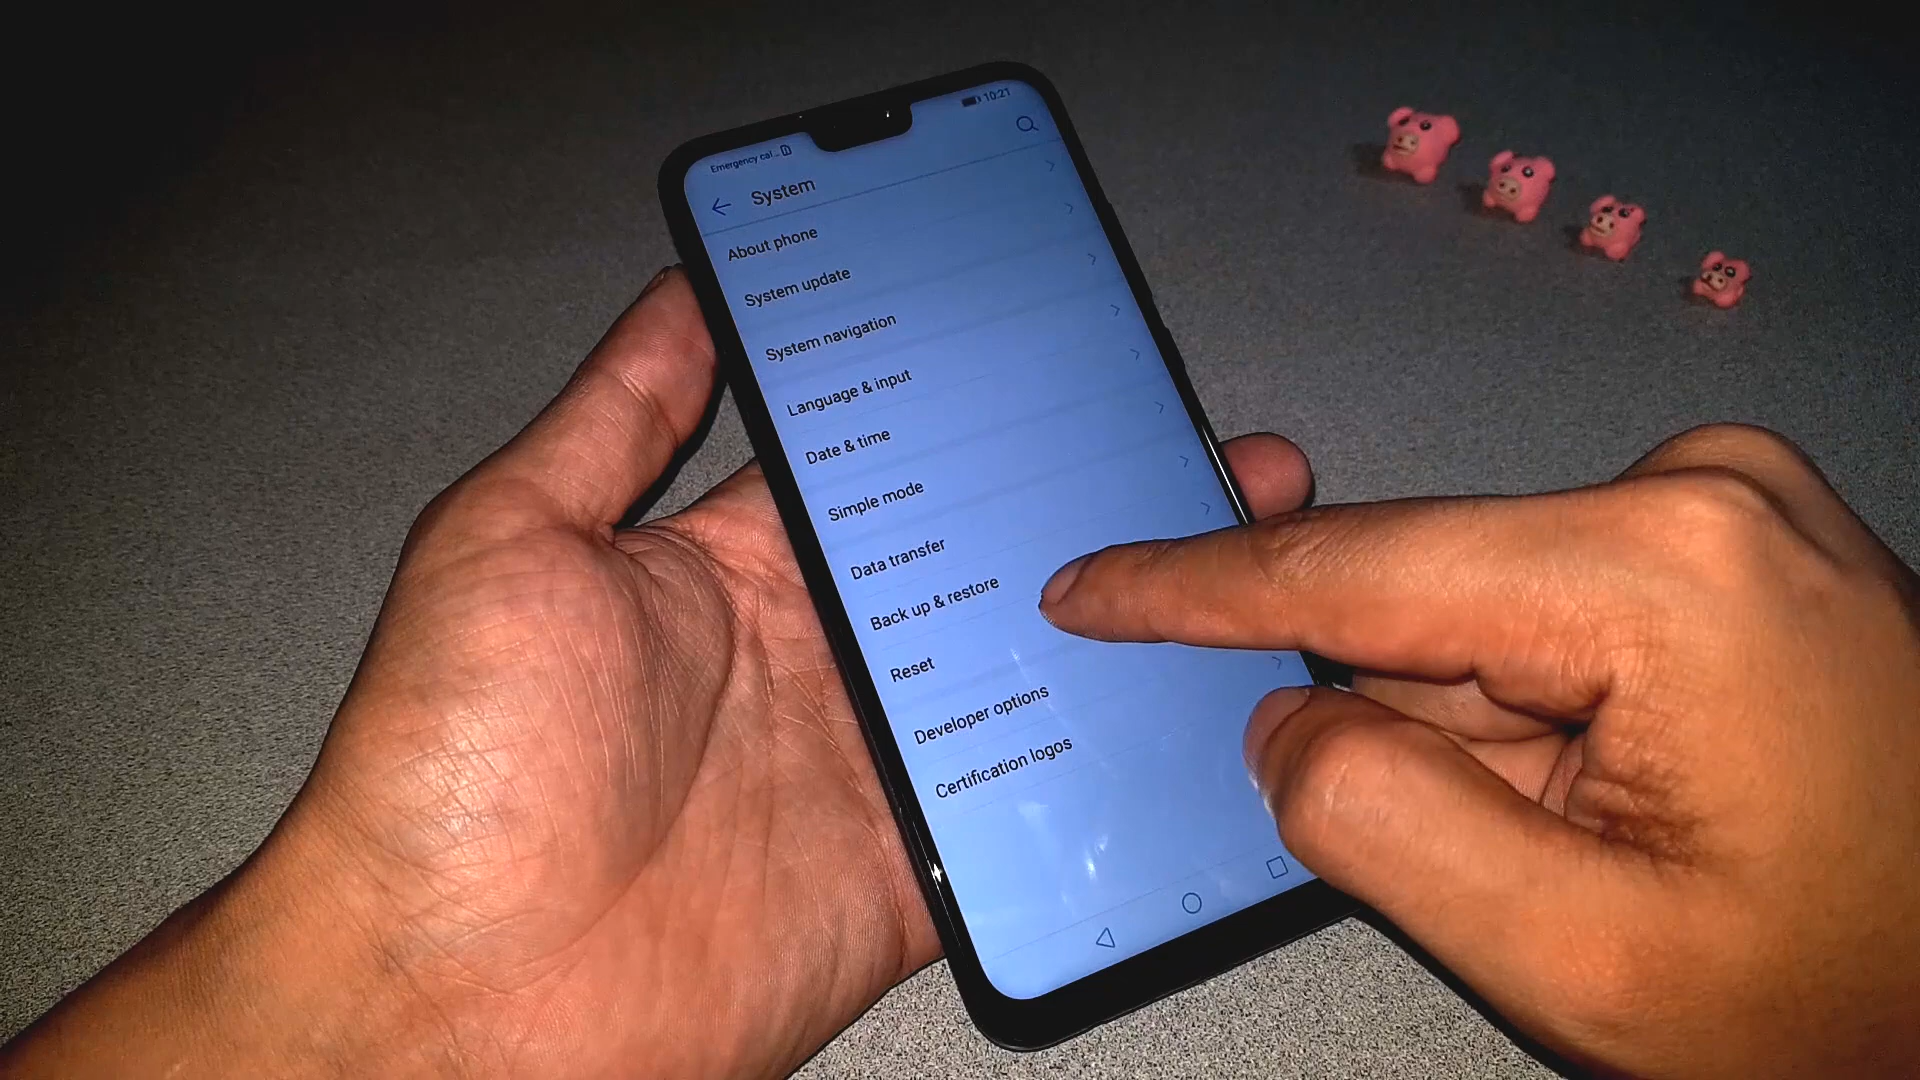 Emergency cal...
10:21
System
About phone
System update
System navigation
Language & input
Date & time
Simple mode
Data transfer
Back up & restore
Reset
Developer options
Certification logos